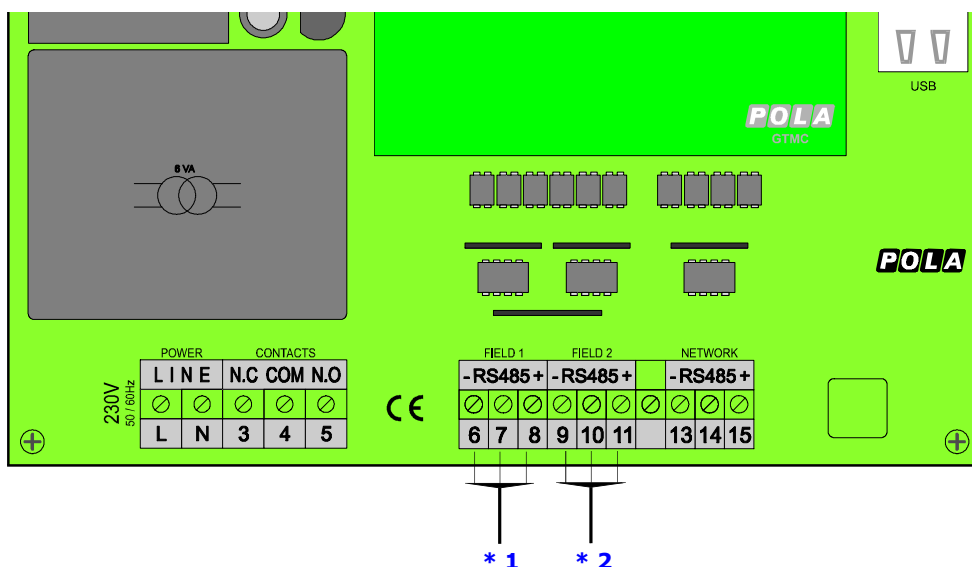 USB
POLA
GTMC
6 VA
POLA
POWER CONTACTS FIELD 1 FIELD 2 NETWORK
230V
50 / 60Hz
LINE N.C COM N.O - RS485 + - RS485 + - RS485 +
L N 3 4 5 6 7 8 9 10 11 13 14 15
CE
* 1 * 2